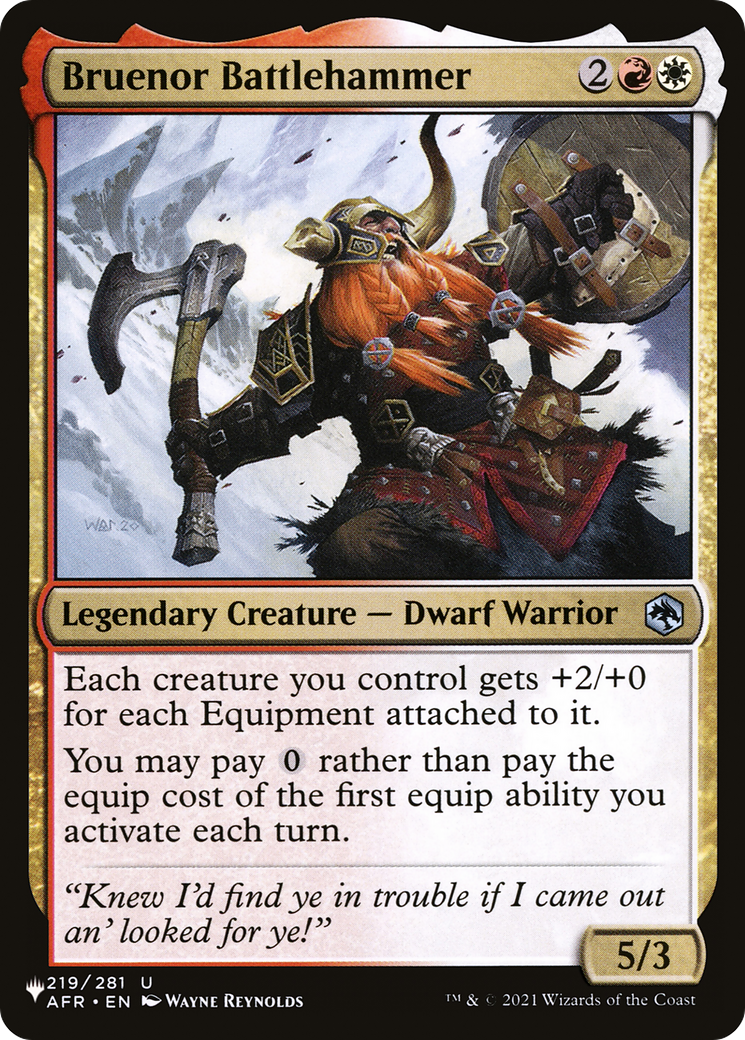 Bruenor Battlehammer 2
WAR.20
Legendary Creature — Dwarf Warrior
Each creature you control gets +2/+0
for each Equipment attached to it.
You may pay 0 rather than pay the
equip cost of the first equip ability you
activate each turn.
“Knew I’d find ye in trouble if I came out
an’ looked for ye!”
5/3
219/281 U
AFR • EN Wayne Reynolds
™ & © 2021 Wizards of the Coast